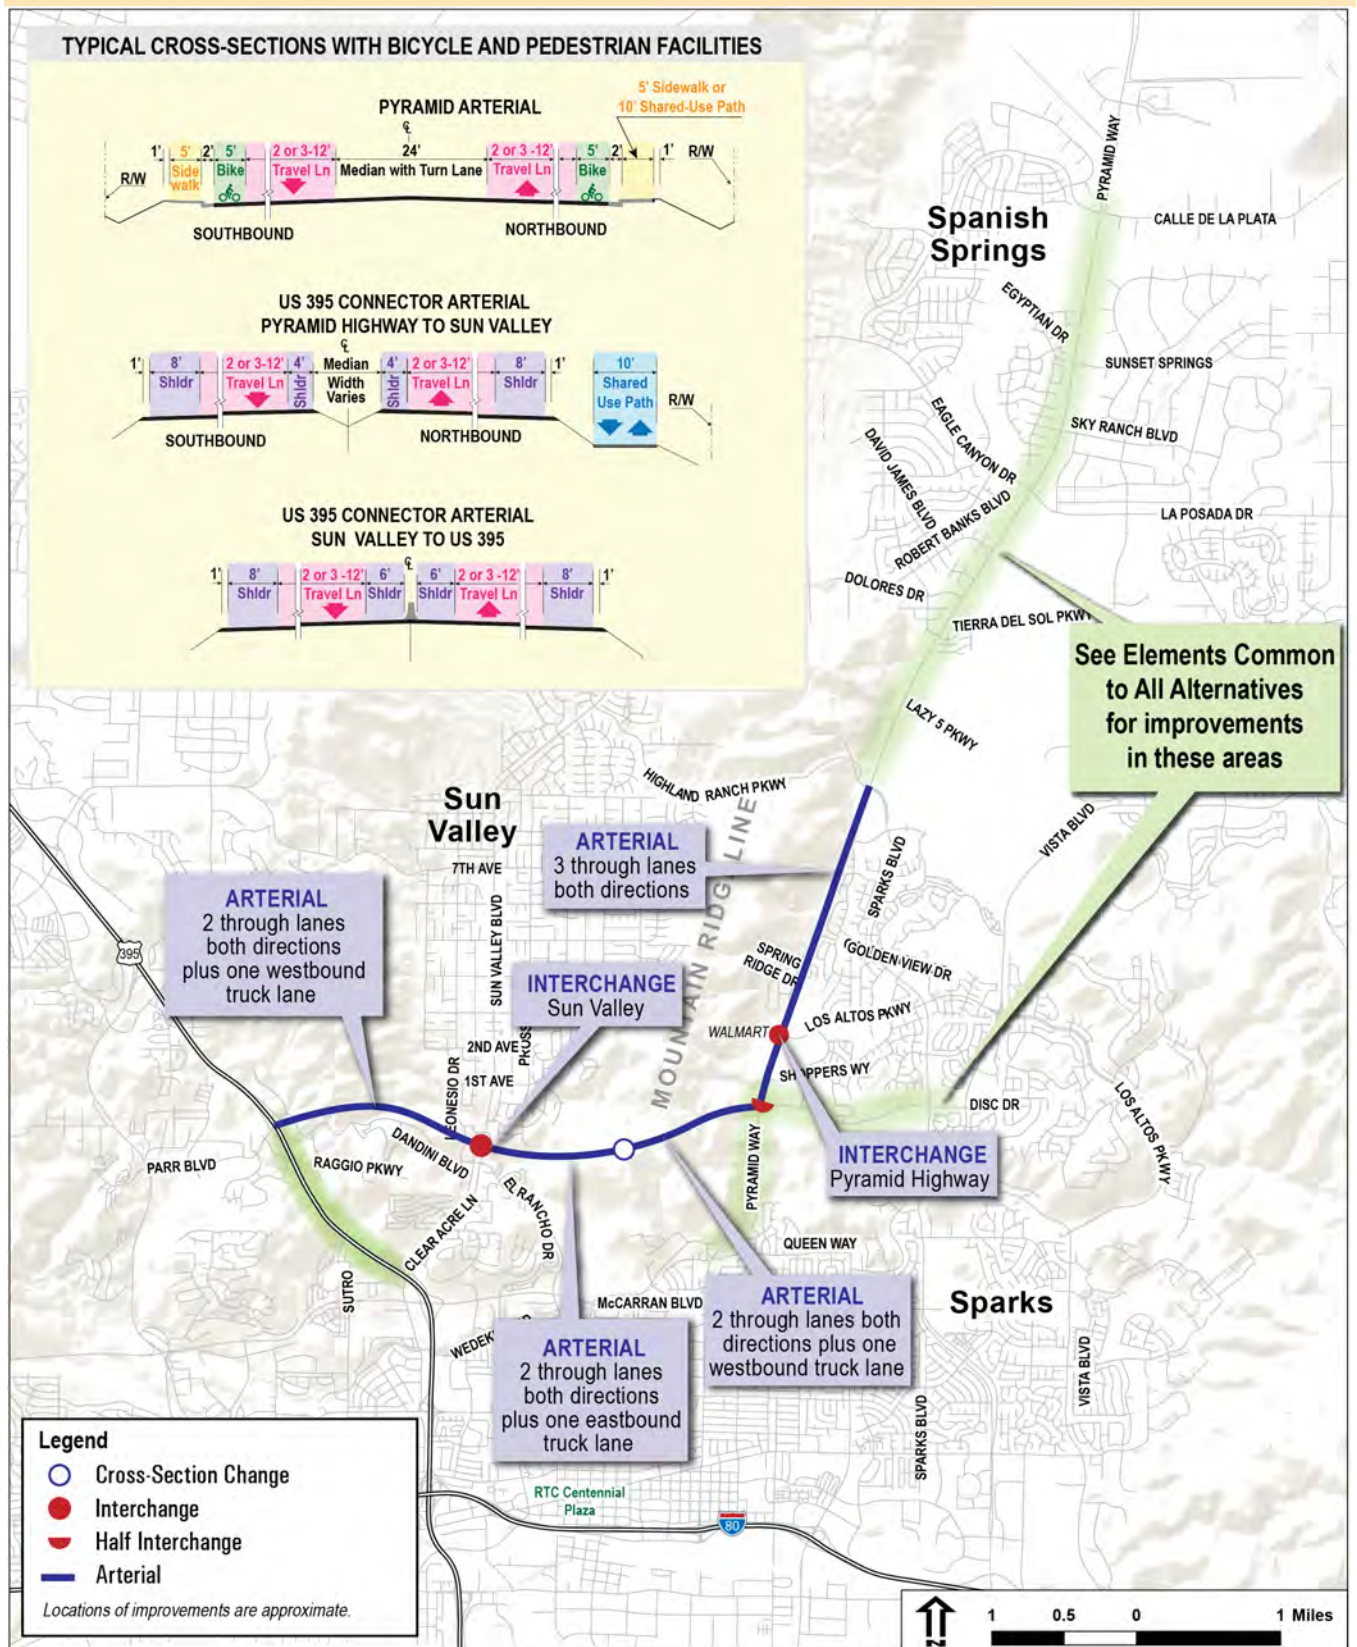 TYPICAL CROSS-SECTIONS WITH BICYCLE AND PEDESTRIAN FACILITIES
5' Sidewalk or
10' Shared-Use Path
PYRAMID ARTERIAL
℄
1' 5' 2' 5' 2 or 3-12' 24' 2 or 3 -12' 5' 2' 1' R/W
R/W Side walk Bike Travel Ln Median with Turn Lane Travel Ln Bike
SOUTHBOUND NORTHBOUND
US 395 CONNECTOR ARTERIAL
PYRAMID HIGHWAY TO SUN VALLEY
℄
1' 8' 2 or 3-12' 4' Median 4' 2 or 3-12' 8' 1' 10'
Shldr Travel Ln Shldr Width Varies Shldr Travel Ln Shldr Shared Use Path R/W
SOUTHBOUND NORTHBOUND
US 395 CONNECTOR ARTERIAL
SUN VALLEY TO US 395
℄
1' 8' 2 or 3 -12' 6' 6' 2 or 3 -12' 8' 1'
Shldr Travel Ln Shldr Shldr Travel Ln Shldr
PYRAMID WAY
Spanish
Springs
CALLE DE LA PLATA
EGYPTIAN DR
SUNSET SPRINGS
EAGLE CANYON DR
SKY RANCH BLVD
DAVID JAMES BLVD
ROBERT BANKS BLVD
LA POSADA DR
DOLORES DR
TIERRA DEL SOL PKWY
See Elements Common
to All Alternatives
for improvements
in these areas
LAZY 5 PKWY
HIGHLAND RANCH PKWY
VISTA BLVD
Sun
Valley
7TH AVE
SUN VALLEY BLVD
MOUNTAIN RIDGE LINE
ARTERIAL
3 through lanes
both directions
SPARKS BLVD
ARTERIAL
2 through lanes
both directions
plus one westbound
truck lane
395
SPRING
RIDGE DR
GOLDEN VIEW DR
INTERCHANGE
Sun Valley
WALMART
LOS ALTOS PKWY
2ND AVE
1ST AVE
LEONESIO DR
SHOPPERS WY
DISC DR
LOS ALTOS PKWY
DANDINI BLVD
PARR BLVD
RAGGIO PKWY
INTERCHANGE
Pyramid Highway
PYRAMID WAY
EL RANCHO DR
CLEAR ACRE LN
QUEEN WAY
SUTRO
McCARRAN BLVD
ARTERIAL
2 through lanes both
directions plus one
westbound truck lane
Sparks
ARTERIAL
2 through lanes
both directions
plus one eastbound
truck lane
VISTA BLVD
SPARKS BLVD
RTC Centennial
Plaza
80
Legend
Cross-Section Change
Interchange
Half Interchange
Arterial
Locations of improvements are approximate.
N
1 0.5 0 1 Miles